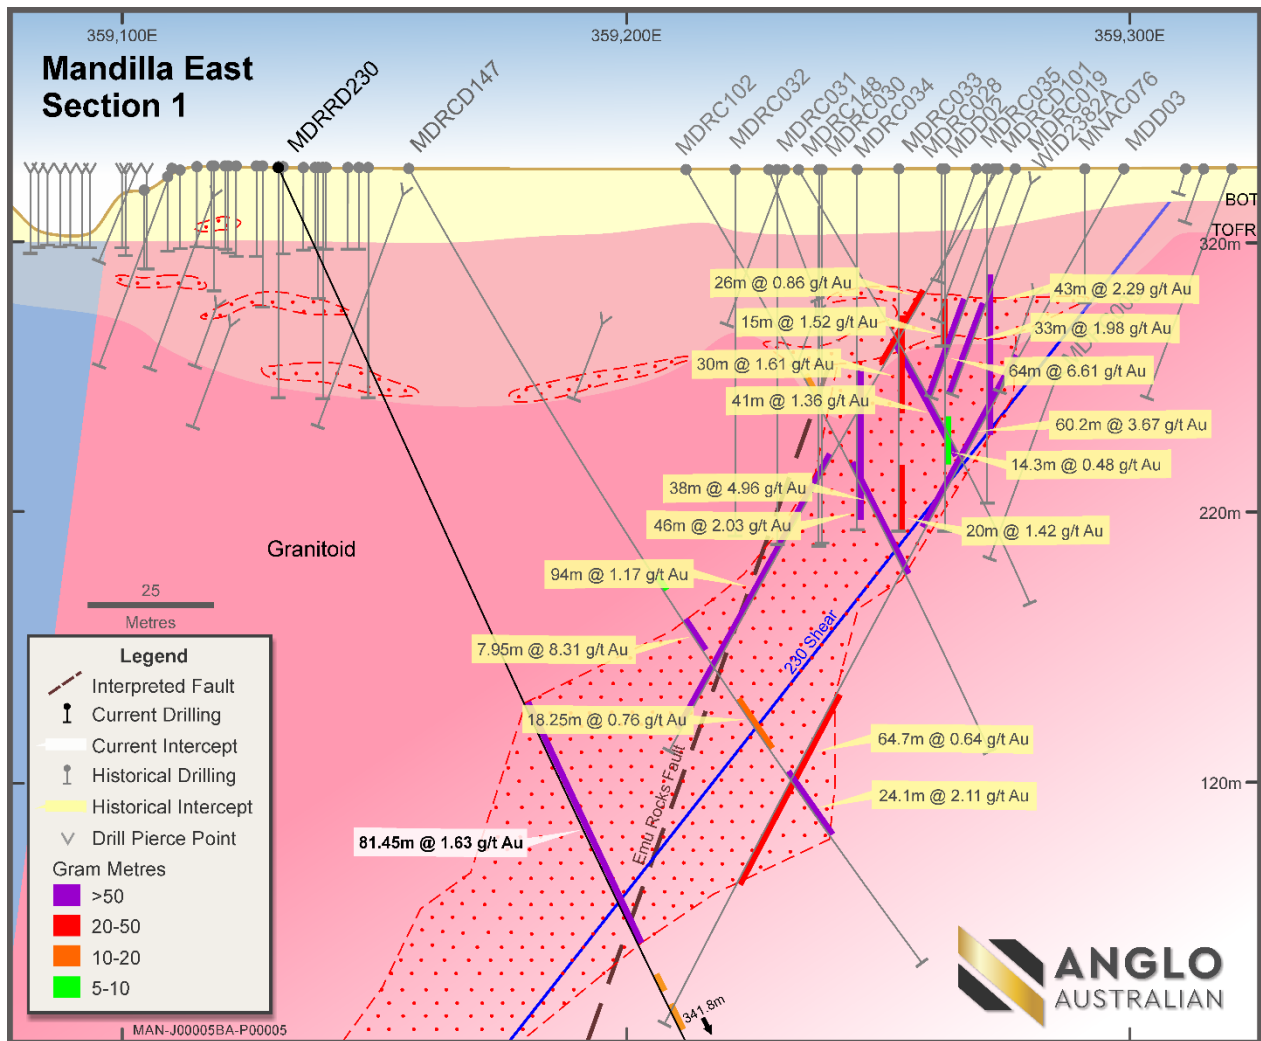 359,100E
359,200E
359,300E
Mandilla East
Section 1
MDRRD230
MDRCD147
MDRC102
MDRC032
MDRC031
MDRC148
MDRC030
MDRC034
MDRC033
MDRC028
MDD02
MDRC035
MDRCD101
MDRC019
WID2382A
MNAC076
MDD03
BOT
TOFR
320m
26m @ 0.86 g/t Au
43m @ 2.29 g/t Au
15m @ 1.52 g/t Au
33m @ 1.98 g/t Au
30m @ 1.61 g/t Au
64m @ 6.61 g/t Au
41m @ 1.36 g/t Au
60.2m @ 3.67 g/t Au
14.3m @ 0.48 g/t Au
38m @ 4.96 g/t Au
220m
46m @ 2.03 g/t Au
20m @ 1.42 g/t Au
Granitoid
94m @ 1.17 g/t Au
25
Metres
7.95m @ 8.31 g/t Au
230 Shear
18.25m @ 0.76 g/t Au
64.7m @ 0.64 g/t Au
Emu Rocks Fault
120m
24.1m @ 2.11 g/t Au
81.45m @ 1.63 g/t Au
Legend
Interpreted Fault
Current Drilling
Current Intercept
Historical Drilling
Historical Intercept
Drill Pierce Point
Gram Metres
>50
20-50
10-20
5-10
341.8m
ANGLO
AUSTRALIAN
MAN-J00005BA-P00005